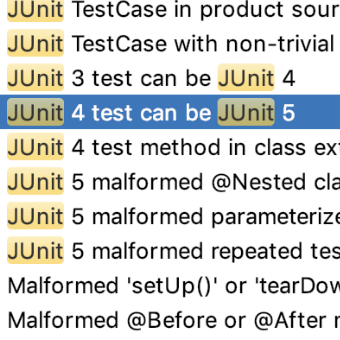 JUnit TestCase in product sour
JUnit TestCase with non-trivial
JUnit 3 test can be JUnit 4
JUnit 4 test can be JUnit 5
JUnit 4 test method in class ext
JUnit 5 malformed @Nested cla
JUnit 5 malformed parameterize
JUnit 5 malformed repeated tes
Malformed 'setUp()' or 'tearDow
Malformed @Before or @After